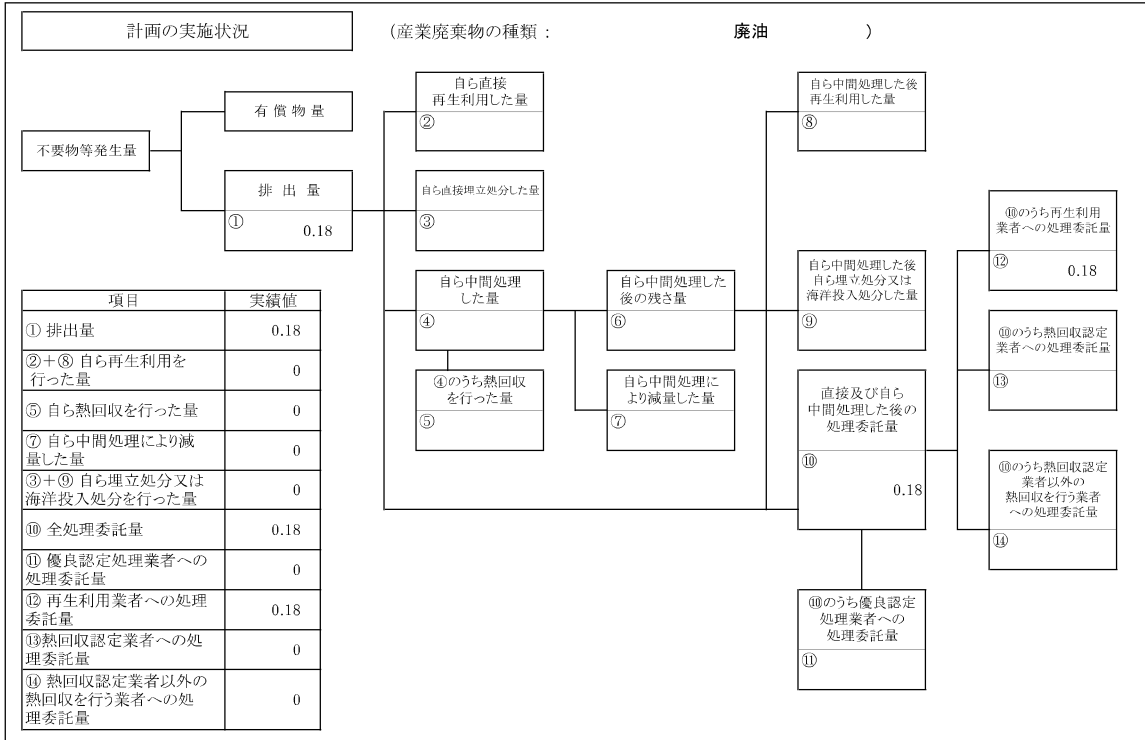 計画の実施状況
(産業廃棄物の種類： 廃油 )
不要物等発生量
有償物量
排出量
①
0.18
自ら直接
再生利用した量
②
自ら直接埋立処分した量
③
自ら中間処理
した量
④
④のうち熱回収
を行った量
⑤
自ら中間処理した
後の残さ量
⑥
自ら中間処理に
より減量した量
⑦
自ら中間処理した後
再生利用した量
⑧
自ら中間処理した後
自ら埋立処分又は
海洋投入処分した量
⑨
直接及び自ら
中間処理した後の
処理委託量
⑩
0.18
⑩のうち優良認定
処理業者への
処理委託量
⑪
⑩のうち再生利用
業者への処理委託量
⑫
0.18
⑩のうち熱回収認定
業者への処理委託量
⑬
⑩のうち熱回収認定
業者以外の
熱回収を行う業者
への処理委託量
⑭
項目 実績値
① 排出量 0.18
②＋⑧ 自ら再生利用を
行った量 0
⑤ 自ら熱回収を行った量 0
⑦ 自ら中間処理により減
量した量 0
③＋⑨ 自ら埋立処分又は
海洋投入処分を行った量 0
⑩ 全処理委託量 0.18
⑪ 優良認定処理業者への
処理委託量 0
⑫ 再生利用業者への処理
委託量 0.18
⑬熱回収認定業者への処
理委託量 0
⑭ 熱回収認定業者以外の
熱回収を行う業者への処
理委託量 0